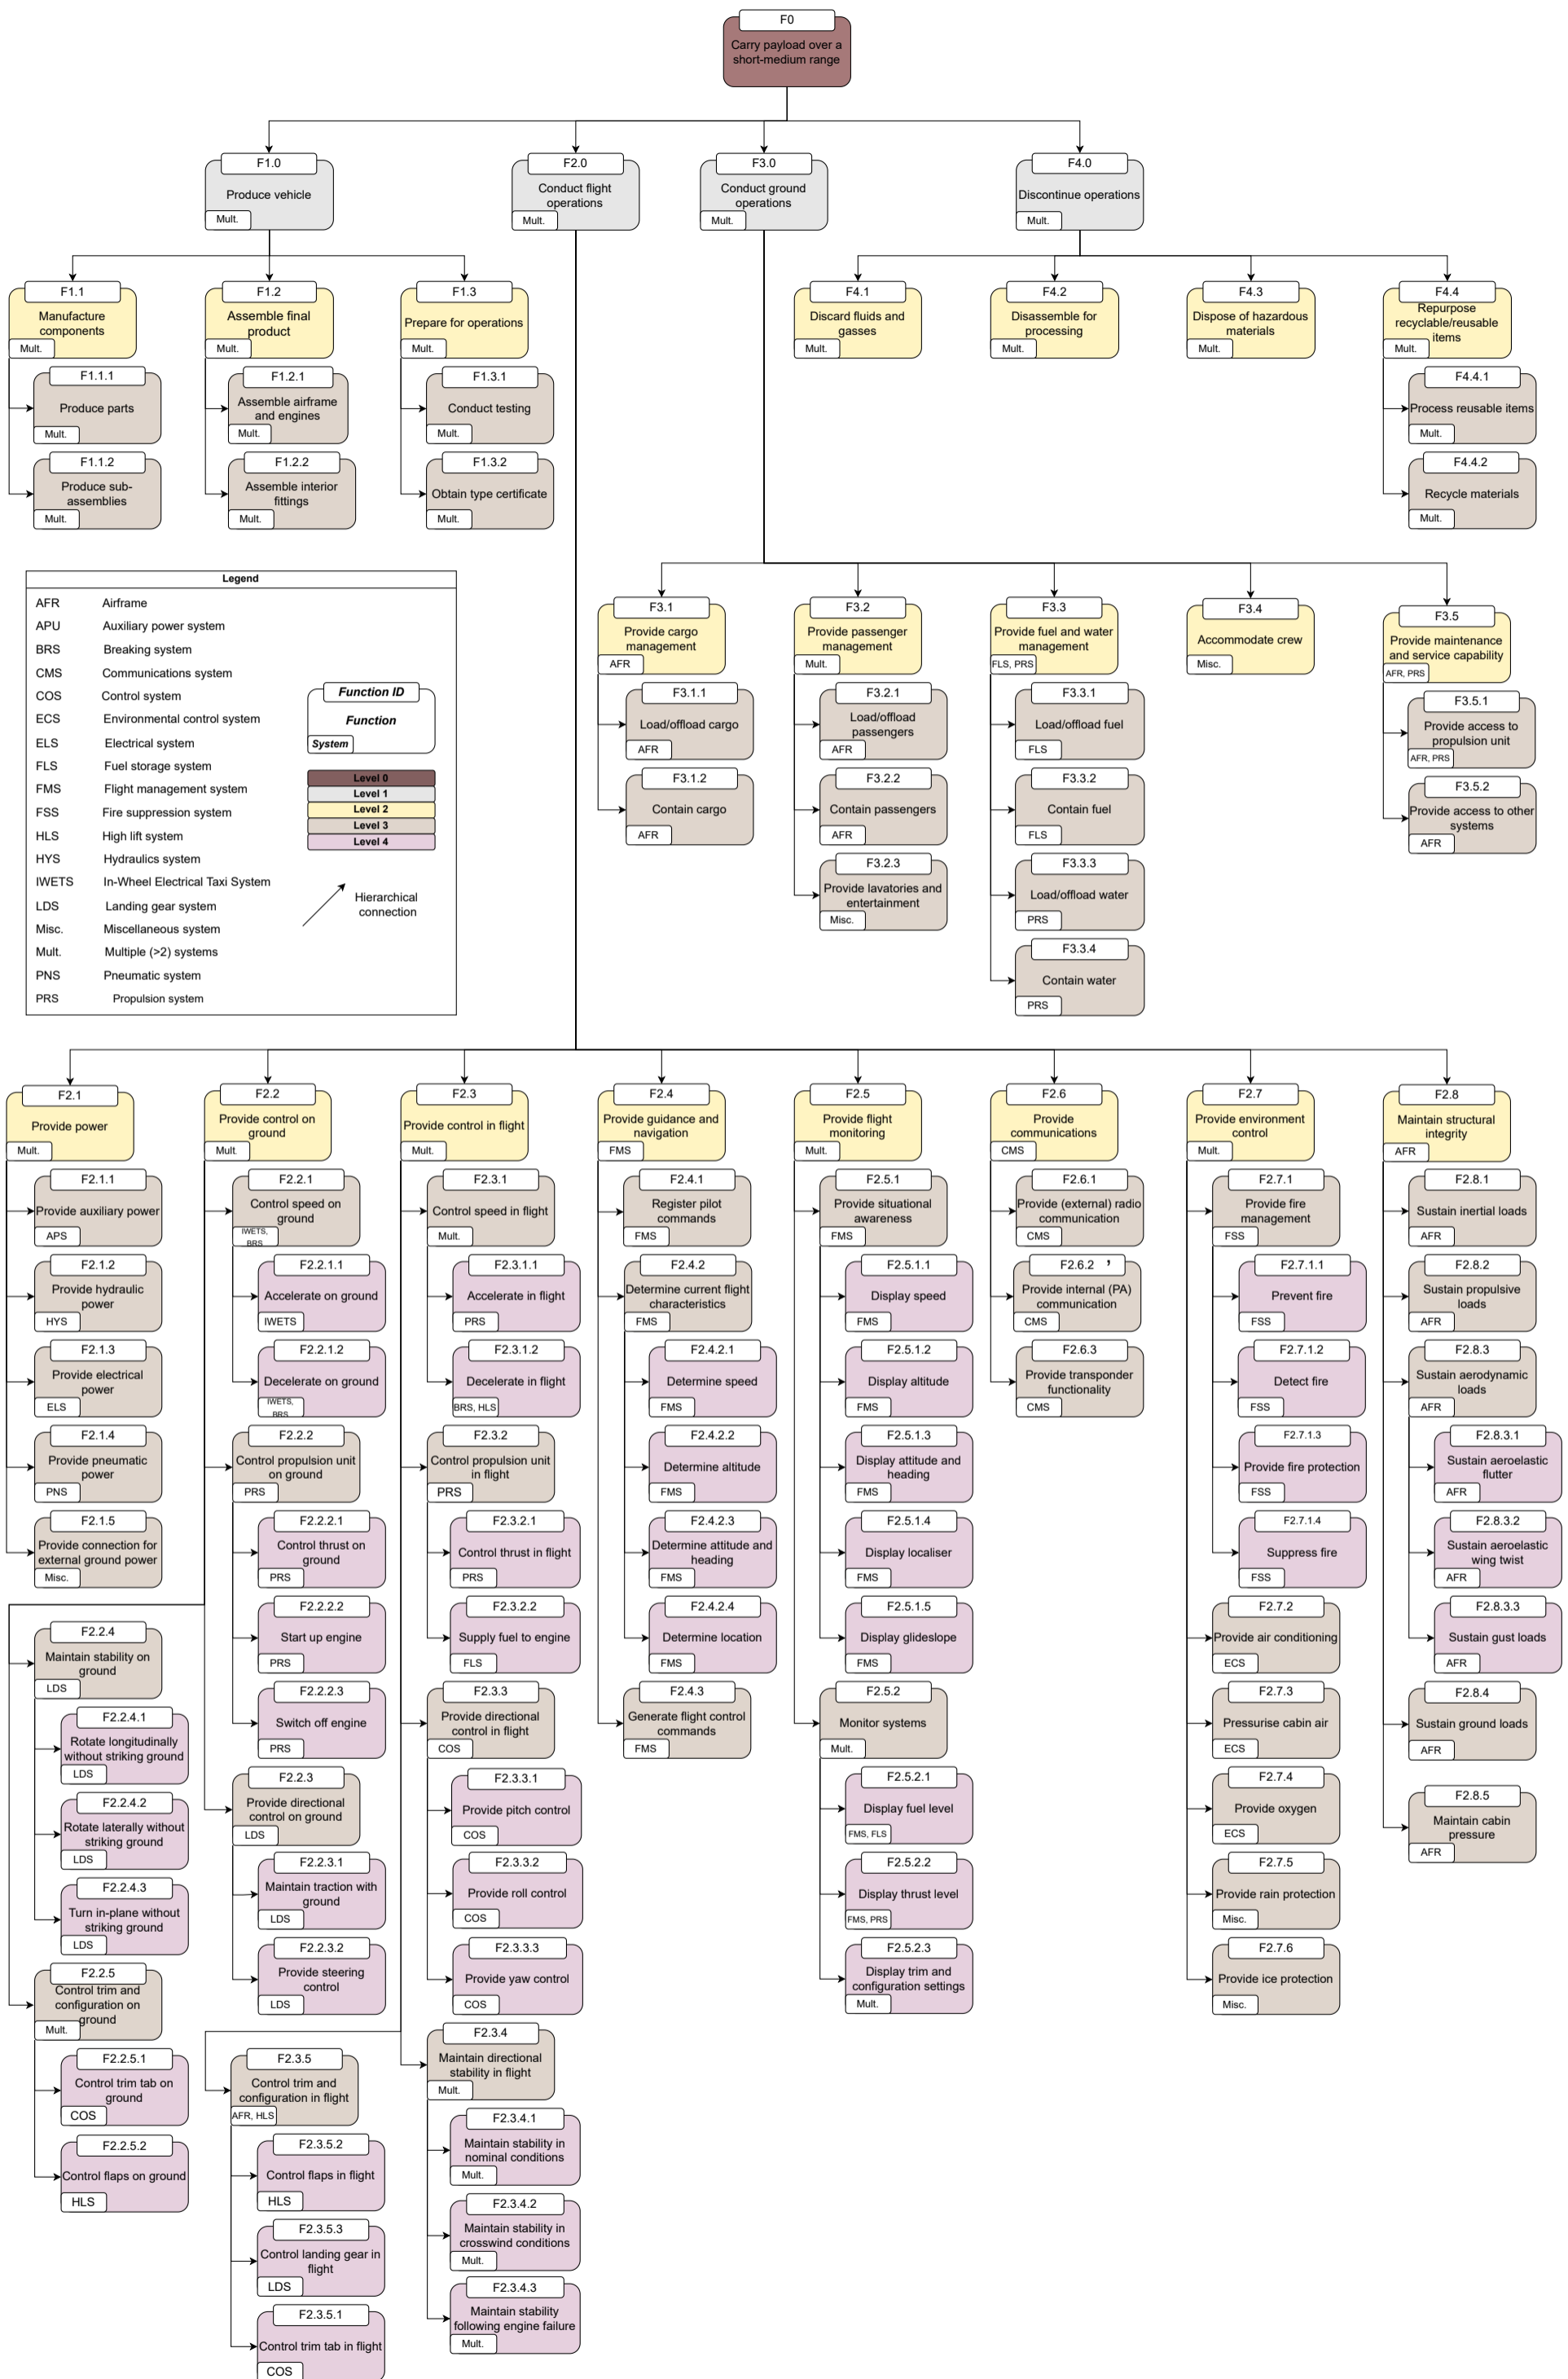 F0
Carry payload over a
short-medium range
F1.0
Produce vehicle
Mult.
F2.0
Conduct flight
operations
Mult.
F3.0
Conduct ground
operations
Mult.
F4.0
Discontinue operations
Mult.
F1.1
Manufacture
components
Mult.
F1.1.1
Produce parts
Mult.
F1.1.2
Produce sub-
assemblies
Mult.
F1.2
Assemble final
product
Mult.
F1.2.1
Assemble airframe
and engines
Mult.
F1.2.2
Assemble interior
fittings
Mult.
F1.3
Prepare for operations
Mult.
F1.3.1
Conduct testing
Mult.
F1.3.2
Obtain type certificate
Mult.
F4.1
Discard fluids and
gasses
Mult.
F4.2
Disassemble for
processing
Mult.
F4.3
Dispose of hazardous
materials
Mult.
F4.4
Repurpose
recyclable/reusable
items
Mult.
F4.4.1
Process reusable items
Mult.
F4.4.2
Recycle materials
Mult.
Legend
AFR Airframe
APU Auxiliary power system
BRS Breaking system
CMS Communications system
COS Control system
ECS Environmental control system
ELS Electrical system
FLS Fuel storage system
FMS Flight management system
FSS Fire suppression system
HLS High lift system
HYS Hydraulics system
IWETS In-Wheel Electrical Taxi System
LDS Landing gear system
Misc. Miscellaneous system
Mult. Multiple (>2) systems
PNS Pneumatic system
PRS Propulsion system
Function ID
Function
System
Level 0
Level 1
Level 2
Level 3
Level 4
Hierarchical
connection
F3.1
Provide cargo
management
AFR
F3.1.1
Load/offload cargo
AFR
F3.1.2
Contain cargo
AFR
F3.2
Provide passenger
management
Mult.
F3.2.1
Load/offload
passengers
AFR
F3.2.2
Contain passengers
AFR
F3.2.3
Provide lavatories and
entertainment
Misc.
F3.3
Provide fuel and water
management
FLS, PRS
F3.3.1
Load/offload fuel
FLS
F3.3.2
Contain fuel
FLS
F3.3.3
Load/offload water
PRS
F3.3.4
Contain water
PRS
F3.4
Accommodate crew
Misc.
F3.5
Provide maintenance
and service capability
AFR, PRS
F3.5.1
Provide access to
propulsion unit
AFR, PRS
F3.5.2
Provide access to other
systems
AFR
F2.1
Provide power
Mult.
F2.1.1
Provide auxiliary power
APS
F2.1.2
Provide hydraulic
power
HYS
F2.1.3
Provide electrical
power
ELS
F2.1.4
Provide pneumatic
power
PNS
F2.1.5
Provide connection for
external ground power
Misc.
F2.2
Provide control on
ground
Mult.
F2.2.1
Control speed on
ground
IWETS,
BRS
F2.2.1.1
Accelerate on ground
IWETS
F2.2.1.2
Decelerate on ground
IWETS,
BRS
F2.2.2
Control propulsion unit
on ground
PRS
F2.2.2.1
Control thrust on
ground
PRS
F2.2.2.2
Start up engine
PRS
F2.2.2.3
Switch off engine
PRS
F2.2.3
Provide directional
control on ground
LDS
F2.2.3.1
Maintain traction with
ground
LDS
F2.2.3.2
Provide steering
control
LDS
F2.2.4
Maintain stability on
ground
LDS
F2.2.4.1
Rotate longitudinally
without striking ground
LDS
F2.2.4.2
Rotate laterally without
striking ground
LDS
F2.2.4.3
Turn in-plane without
striking ground
LDS
F2.2.5
Control trim and
configuration on
ground
Mult.
F2.2.5.1
Control trim tab on
ground
COS
F2.2.5.2
Control flaps on ground
HLS
F2.3
Provide control in flight
Mult.
F2.3.1
Control speed in flight
Mult.
F2.3.1.1
Accelerate in flight
PRS
F2.3.1.2
Decelerate in flight
BRS, HLS
F2.3.2
Control propulsion unit
in flight
PRS
F2.3.2.1
Control thrust in flight
PRS
F2.3.2.2
Supply fuel to engine
FLS
F2.3.3
Provide directional
control in flight
COS
F2.3.3.1
Provide pitch control
COS
F2.3.3.2
Provide roll control
COS
F2.3.3.3
Provide yaw control
COS
F2.3.4
Maintain directional
stability in flight
Mult.
F2.3.4.1
Maintain stability in
nominal conditions
Mult.
F2.3.4.2
Maintain stability in
crosswind conditions
Mult.
F2.3.4.3
Maintain stability
following engine failure
Mult.
F2.3.5
Control trim and
configuration in flight
AFR, HLS
F2.3.5.2
Control flaps in flight
HLS
F2.3.5.3
Control landing gear in
flight
LDS
F2.3.5.1
Control trim tab in flight
COS
F2.4
Provide guidance and
navigation
FMS
F2.4.1
Register pilot
commands
FMS
F2.4.2
Determine current flight
characteristics
FMS
F2.4.2.1
Determine speed
FMS
F2.4.2.2
Determine altitude
FMS
F2.4.2.3
Determine attitude and
heading
FMS
F2.4.2.4
Determine location
FMS
F2.4.3
Generate flight control
commands
FMS
F2.5
Provide flight
monitoring
Mult.
F2.5.1
Provide situational
awareness
FMS
F2.5.1.1
Display speed
FMS
F2.5.1.2
Display altitude
FMS
F2.5.1.3
Display attitude and
heading
FMS
F2.5.1.4
Display localiser
FMS
F2.5.1.5
Display glideslope
FMS
F2.5.2
Monitor systems
Mult.
F2.5.2.1
Display fuel level
FMS, FLS
F2.5.2.2
Display thrust level
FMS, PRS
F2.5.2.3
Display trim and
configuration settings
Mult.
F2.6
Provide
communications
CMS
F2.6.1
Provide (external) radio
communication
CMS
F2.6.2 ,
Provide internal (PA)
communication
CMS
F2.6.3
Provide transponder
functionality
CMS
F2.7
Provide environment
control
Mult.
F2.7.1
Provide fire
management
FSS
F2.7.1.1
Prevent fire
FSS
F2.7.1.2
Detect fire
FSS
F2.7.1.3
Provide fire protection
FSS
F2.7.1.4
Suppress fire
FSS
F2.7.2
Provide air conditioning
ECS
F2.7.3
Pressurise cabin air
ECS
F2.7.4
Provide oxygen
ECS
F2.7.5
Provide rain protection
Misc.
F2.7.6
Provide ice protection
Misc.
F2.8
Maintain structural
integrity
AFR
F2.8.1
Sustain inertial loads
AFR
F2.8.2
Sustain propulsive
loads
AFR
F2.8.3
Sustain aerodynamic
loads
AFR
F2.8.3.1
Sustain aeroelastic
flutter
AFR
F2.8.3.2
Sustain aeroelastic
wing twist
AFR
F2.8.3.3
Sustain gust loads
AFR
F2.8.4
Sustain ground loads
AFR
F2.8.5
Maintain cabin
pressure
AFR